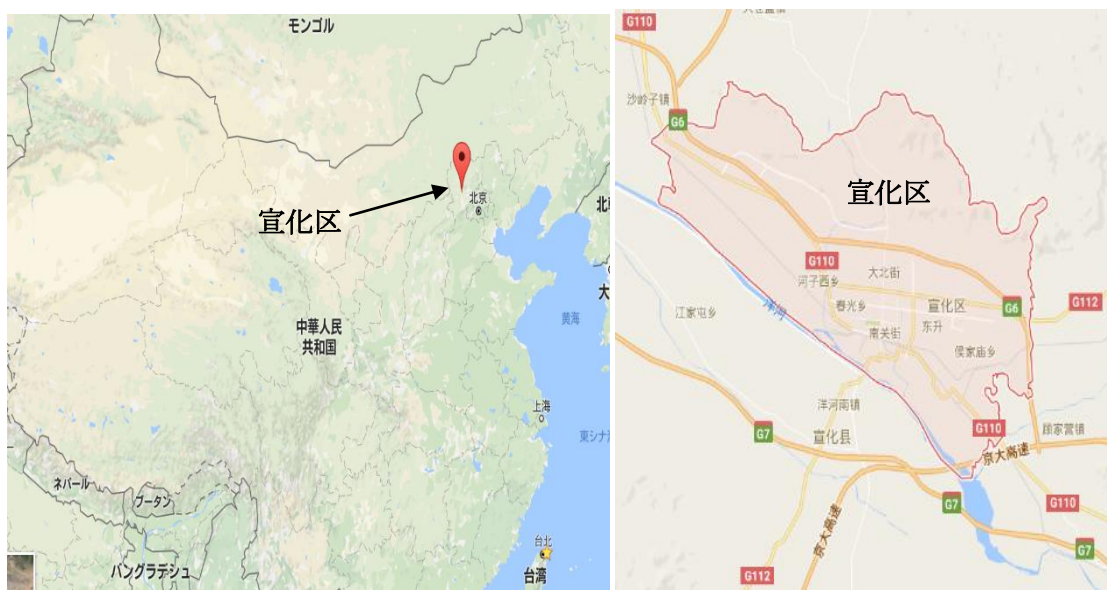 モンゴル
北京
宣化区
中華人民
共和国
黄海
上海
東シナ
ネパール
ブータン
バングラデシュ
台北
台湾
G110
沙岭子镇
G6
宣化区
G110
大北街
河子西乡
春光乡
宣化区
G6
G112
江家屯乡
洋河
南关街
东升
侯家庙乡
洋河南镇
G7
宣化县
G110
顾家营镇
京大高速
G7
G110
京大高速
G7
G112